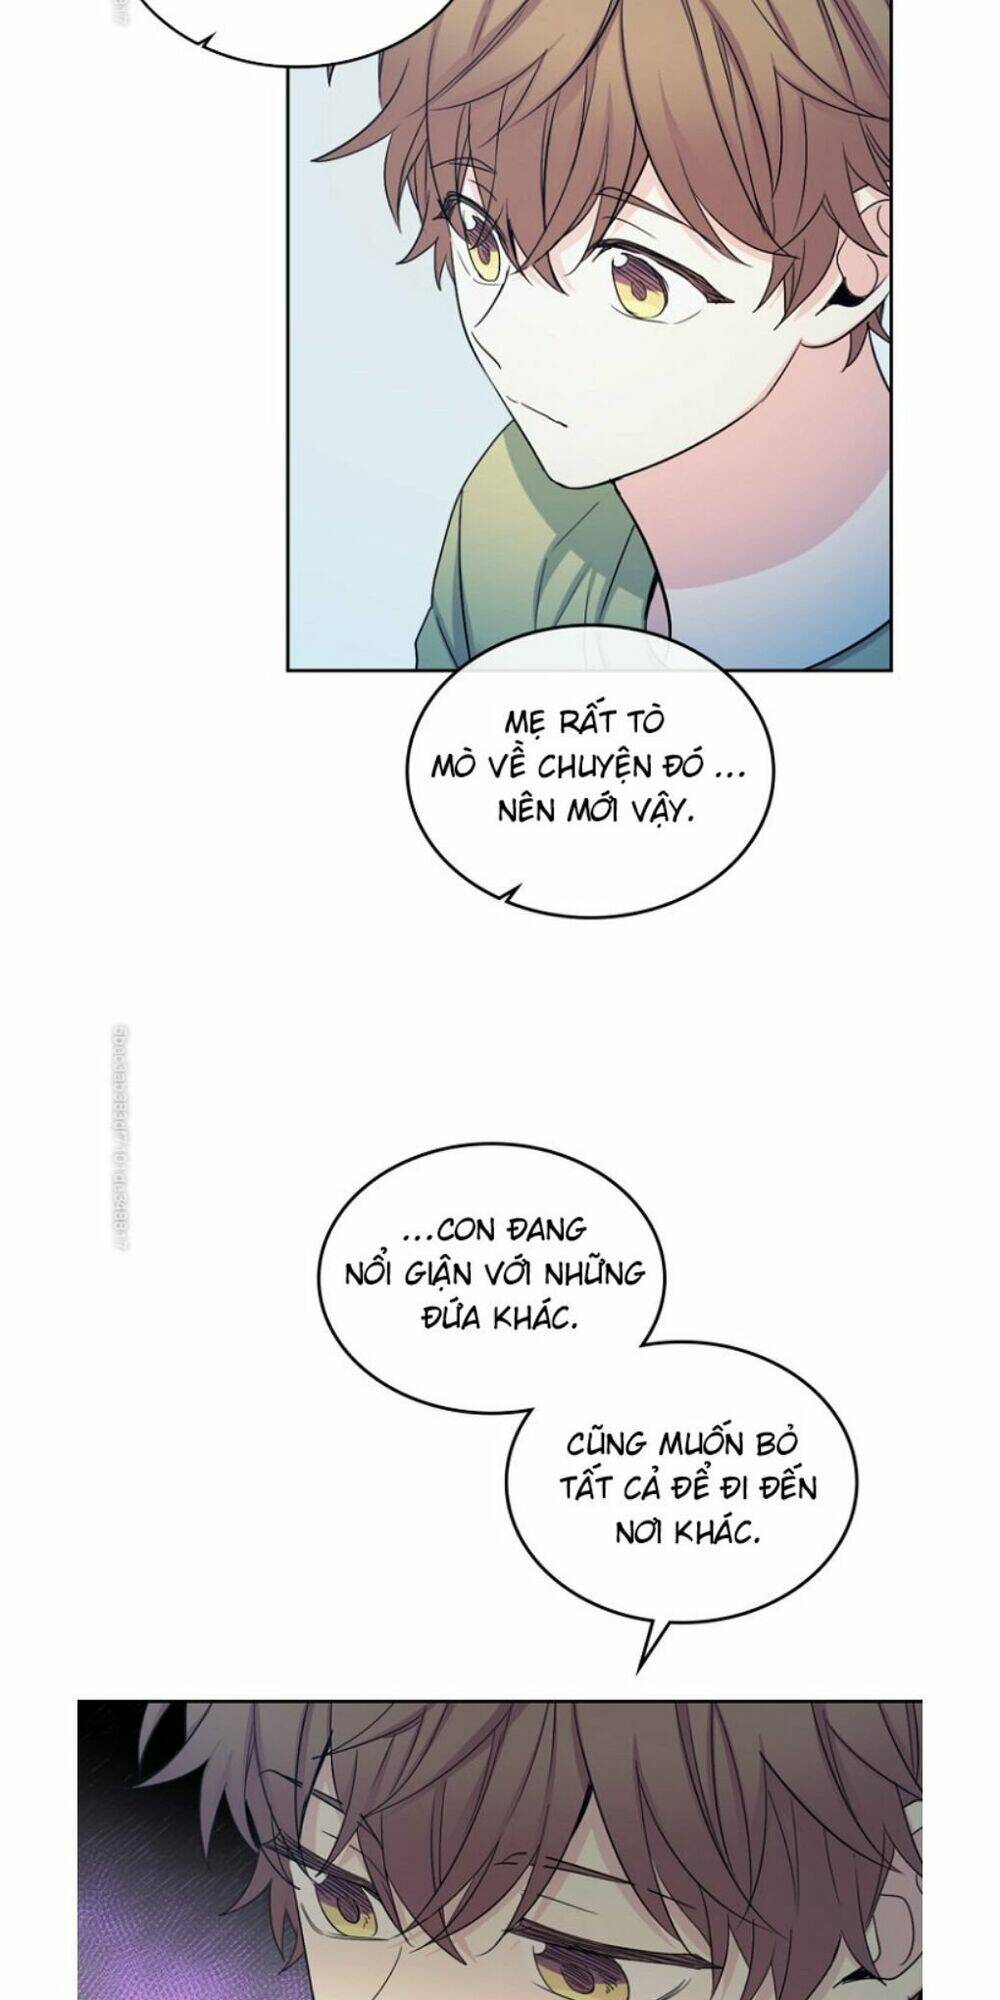 MẸ RẤT TÒ
MÒ VỀ CHUYỆN ĐÓ ...
NÊN MỚI VẬY.
...CON ĐANG
NỔI GIẬN VỚI NHỮNG
ĐỨA KHÁC.
CŨNG MUỐN BỎ
TẤT CẢ ĐỂ ĐI ĐẾN
NƠI KHÁC.